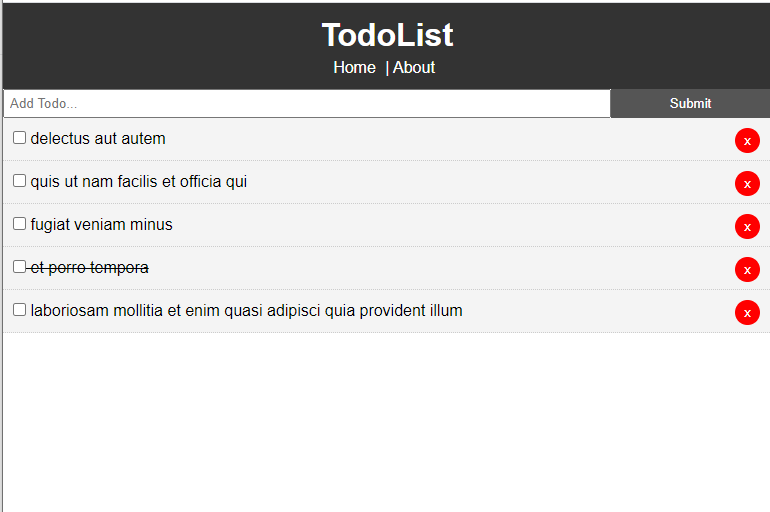 TodoList
Home | About
Add Todo... Submit
delectus aut autem x
quis ut nam facilis et officia qui x
fugiat veniam minus x
et porro tempora x
laboriosam mollitia et enim quasi adipisci quia provident illum x